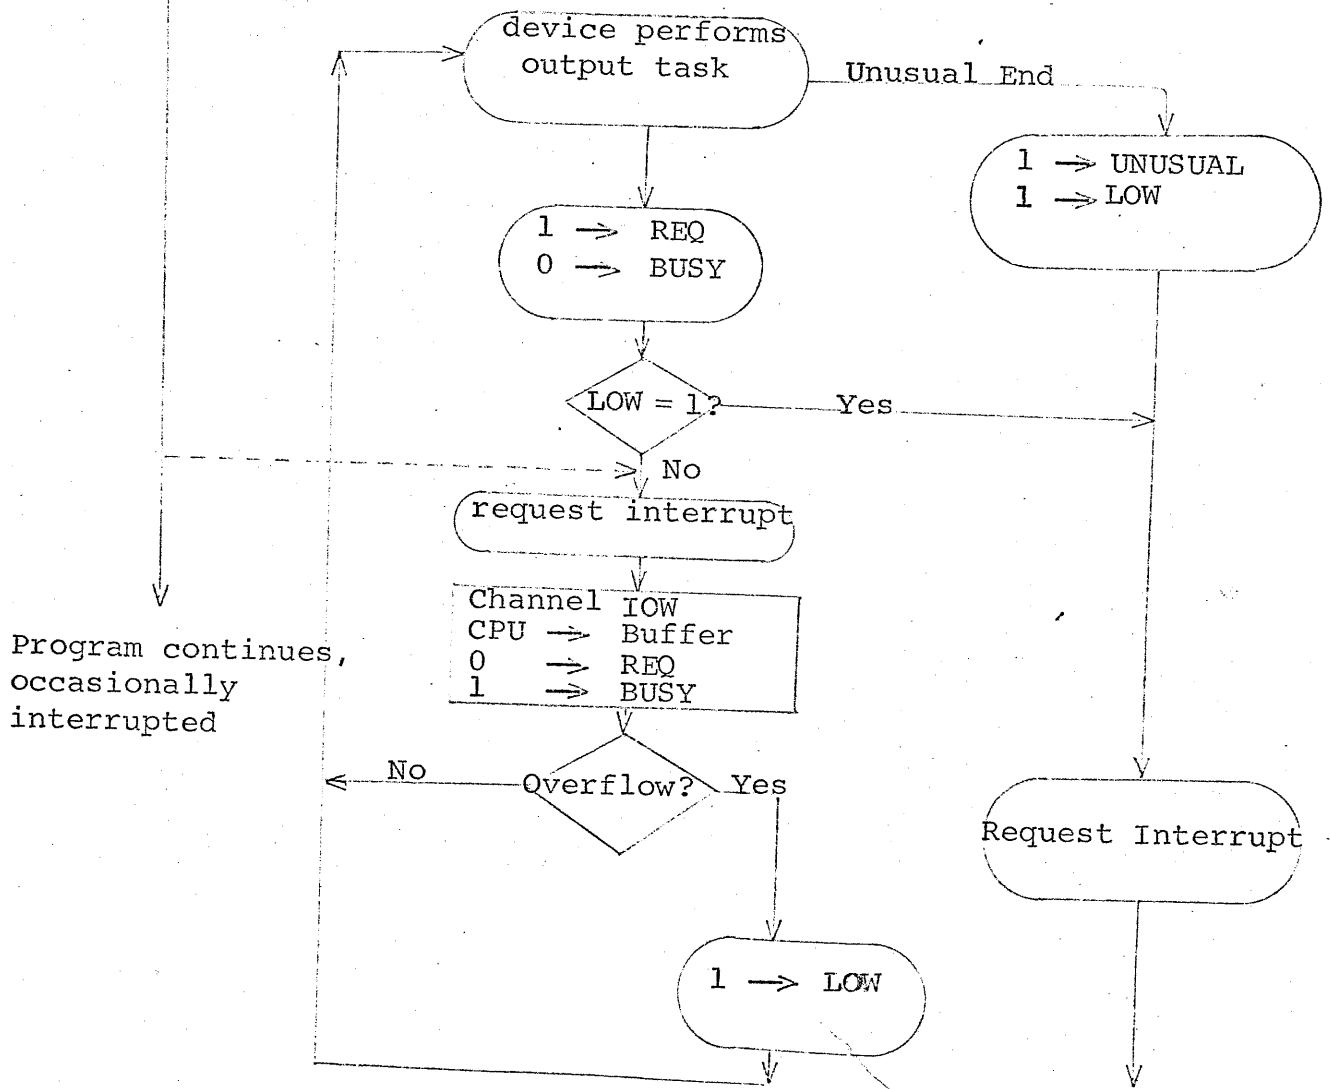 device performs
output task
Unusual End
1 → UNUSUAL
1 → LOW
1 → REQ
0 → BUSY
LOW = 1?
Yes
No
request interrupt
Channel IOW
CPU → Buffer
0 → REQ
1 → BUSY
Program continues,
occasionally
interrupted
No
Overflow?
Yes
Request Interrupt
1 → LOW